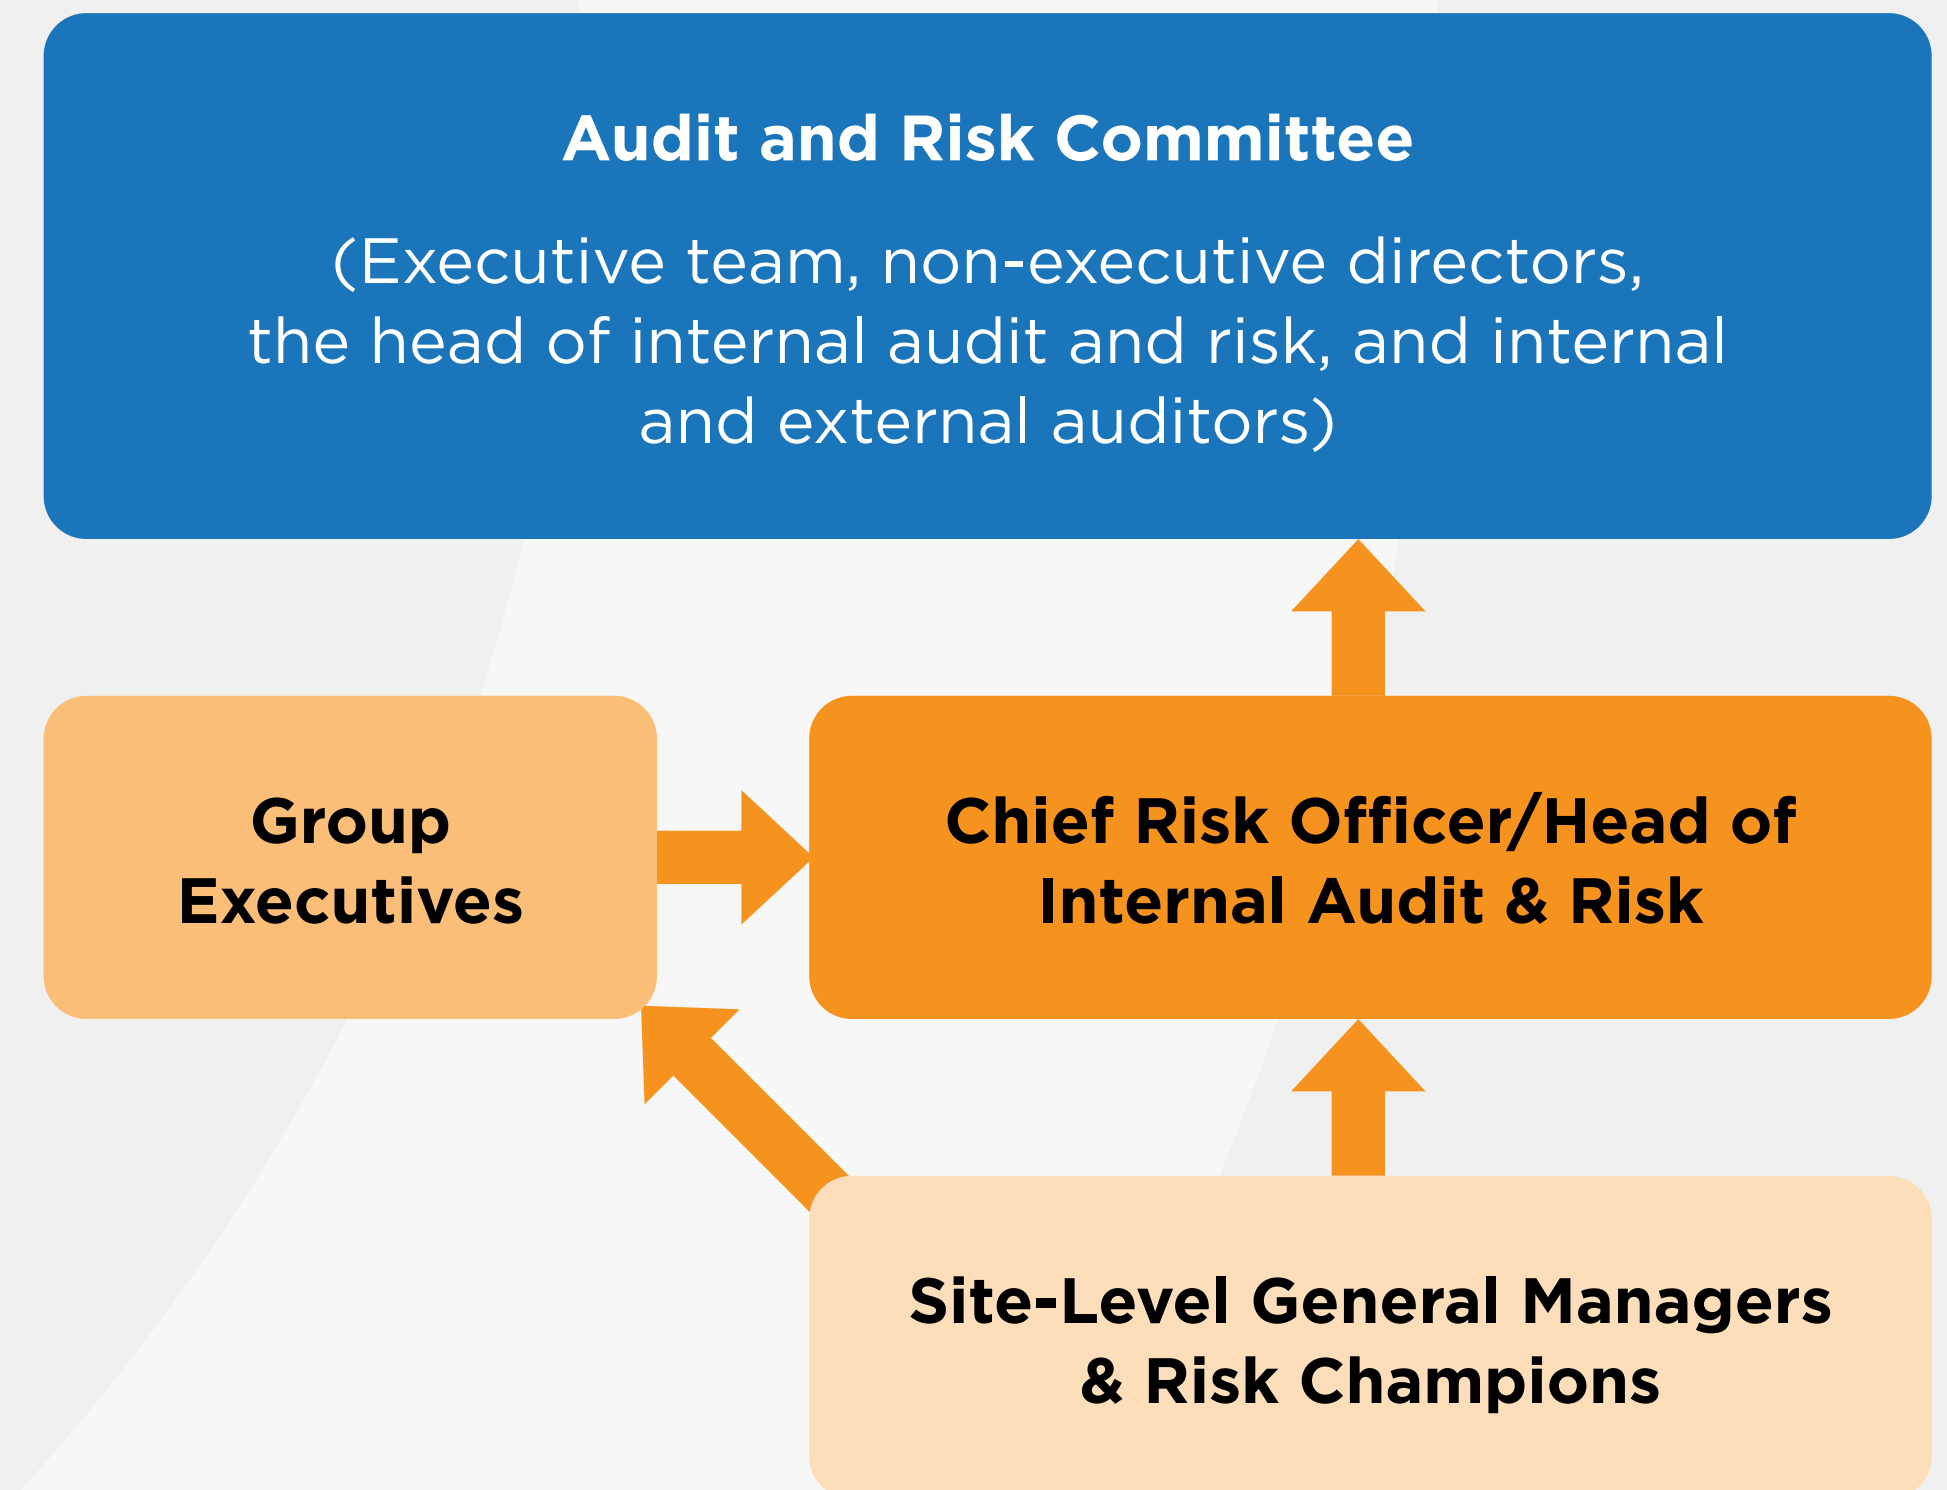 Audit and Risk Committee
(Executive team, non-executive directors,
the head of internal audit and risk, and internal
and external auditors)
Group
Executives
Chief Risk Officer/Head of
Internal Audit & Risk
Site-Level General Managers
& Risk Champions